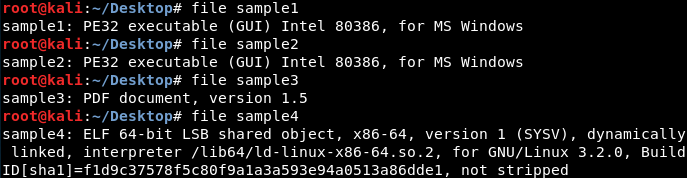 root@kali:~/Desktop# file sample1
sample1: PE32 executable (GUI) Intel 80386, for MS Windows
root@kali:~/Desktop# file sample2
sample2: PE32 executable (GUI) Intel 80386, for MS Windows
root@kali:~/Desktop# file sample3
sample3: PDF document, version 1.5
root@kali:~/Desktop# file sample4
sample4: ELF 64-bit LSB shared object, x86-64, version 1 (SYSV), dynamically
 linked, interpreter /lib64/ld-linux-x86-64.so.2, for GNU/Linux 3.2.0, Build
ID[sha1]=f1d9c37578f5c80f9a1a3a593e94a0513a86dde1, not stripped